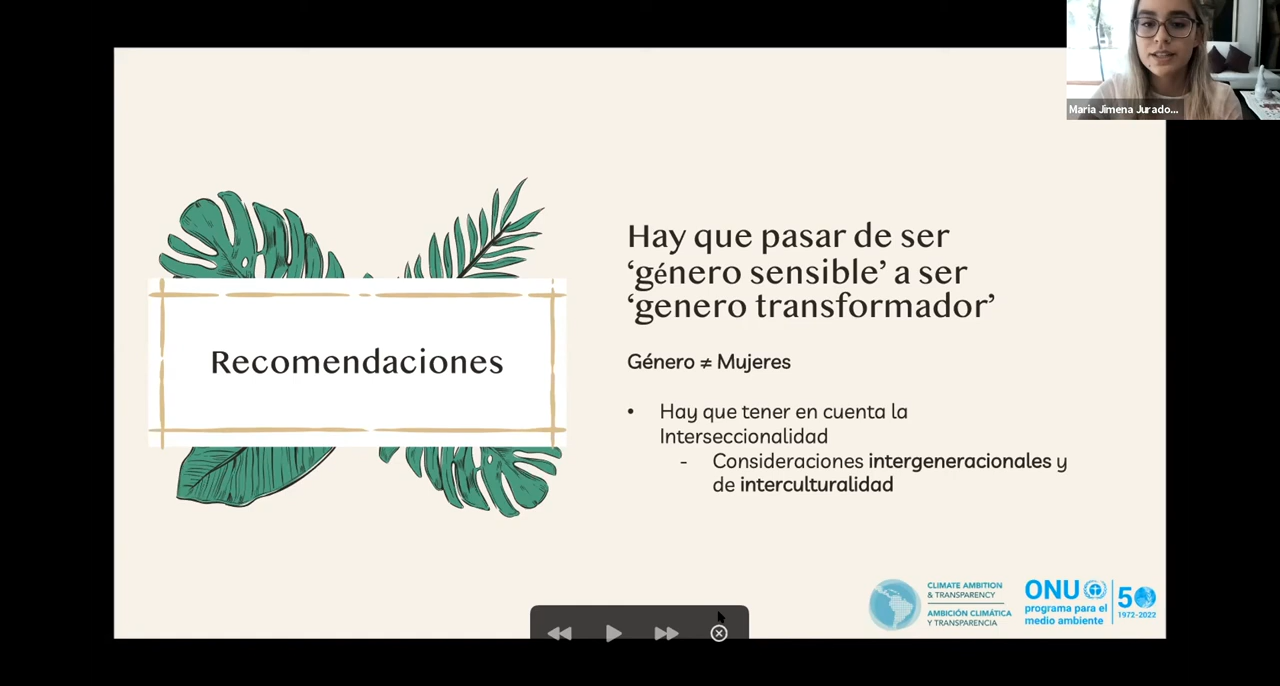 Maria Jimena Jurado...
Recomendaciones
Hay que pasar de ser
‘género sensible’ a ser
‘genero transformador’
Género ≠ Mujeres
• Hay que tener en cuenta la
Interseccionalidad
- Consideraciones intergeneracionales y
de interculturalidad
CLIMATE AMBITION
& TRANSPARENCY
AMBICIÓN CLIMÁTICA
Y TRANSPARENCIA
ONU
programa para el
medio ambiente
50
1972-2022